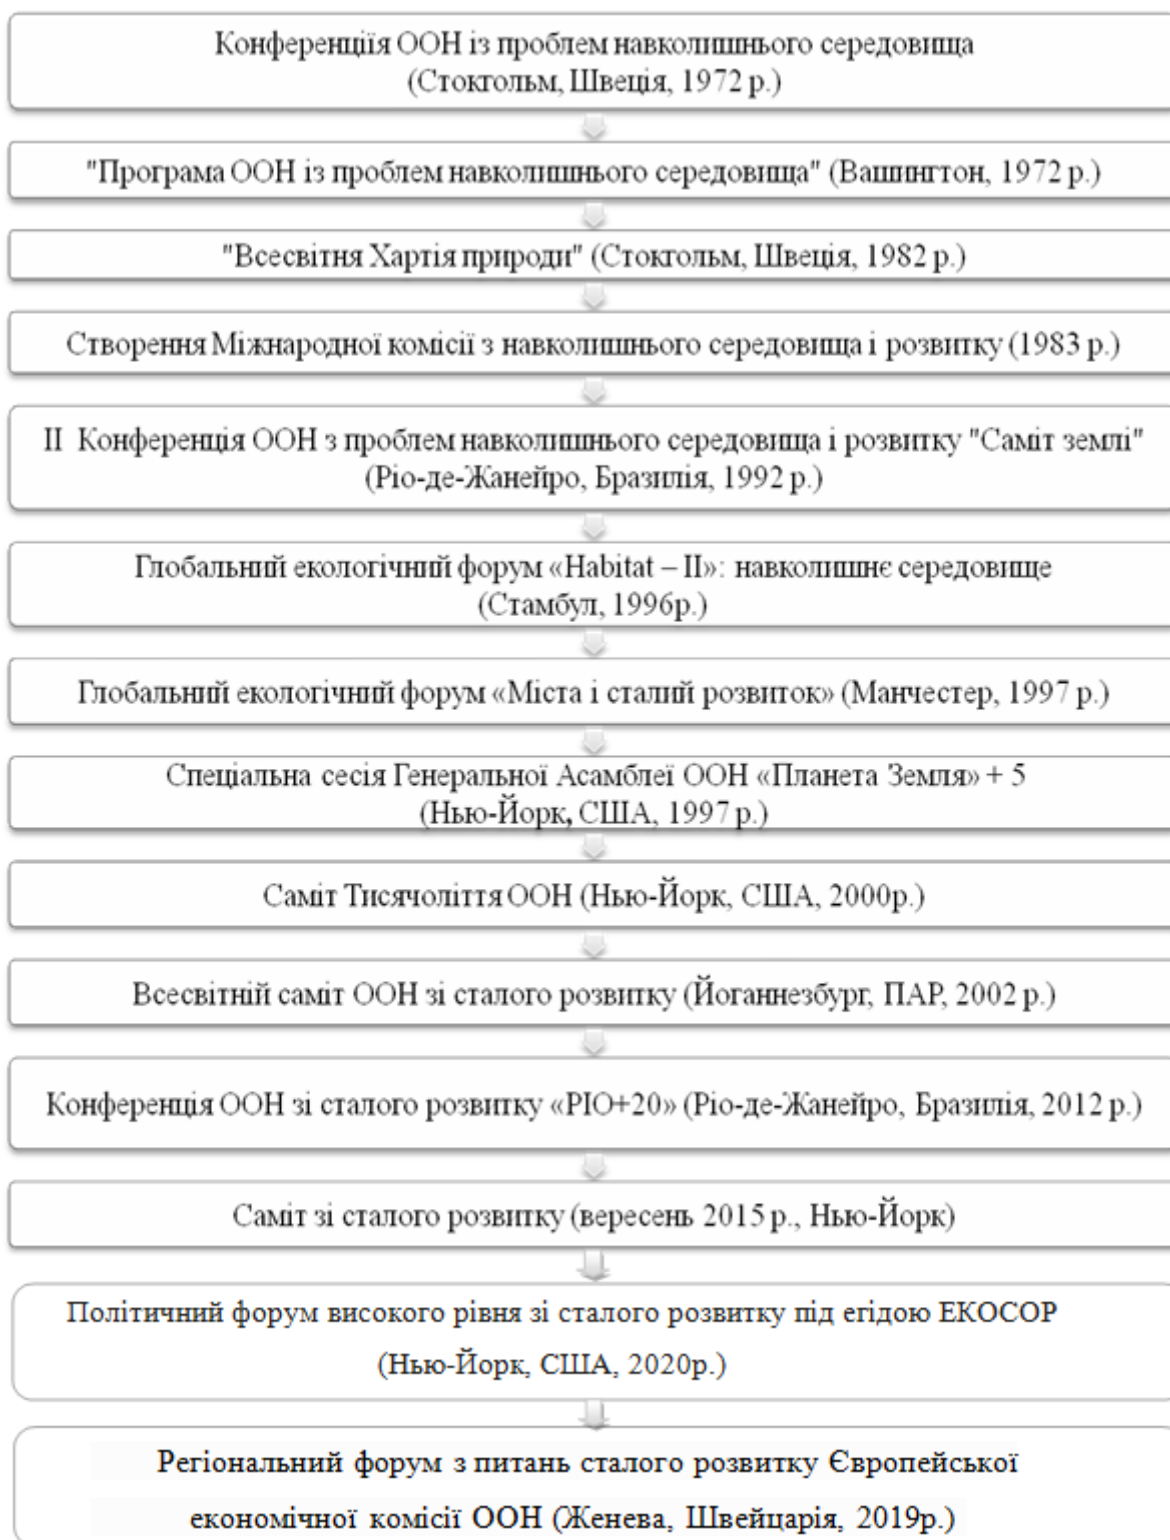 Конференціія ООН із проблем навколишнього середовища
(Стокгольм, Швеція, 1972 р.)
"Програма ООН із проблем навколишнього середовища" (Вашингтон, 1972 р.)
"Всесвітня Хартія природи" (Стокгольм, Швеція, 1982 р.)
Створення Міжнародної комісії з навколишнього середовища і розвитку (1983 р.)
ІІ Конференція ООН з проблем навколишнього середовища і розвитку "Саміт землі"
(Ріо-де-Жанейро, Бразилія, 1992 р.)
Глобальний екологічний форум «Habitat – II»: навколишнє середовище
(Стамбул, 1996р.)
Глобальний екологічний форум «Міста і сталий розвиток» (Манчестер, 1997 р.)
Спеціальна сесія Генеральної Асамблеї ООН «Планета Земля» + 5
(Нью-Йорк, США, 1997 р.)
Саміт Тисячоліття ООН (Нью-Йорк, США, 2000р.)
Всесвітній саміт ООН зі сталого розвитку (Йоганнезбург, ПАР, 2002 р.)
Конференція ООН зі сталого розвитку «РІО+20» (Ріо-де-Жанейро, Бразилія, 2012 р.)
Саміт зі сталого розвитку (вересень 2015 р., Нью-Йорк)
Політичний форум високого рівня зі сталого розвитку під егідою ЕКОСОР
(Нью-Йорк, США, 2020р.)
Регіональний форум з питань сталого розвитку Європейської
економічної комісії ООН (Женева, Швейцарія, 2019р.)